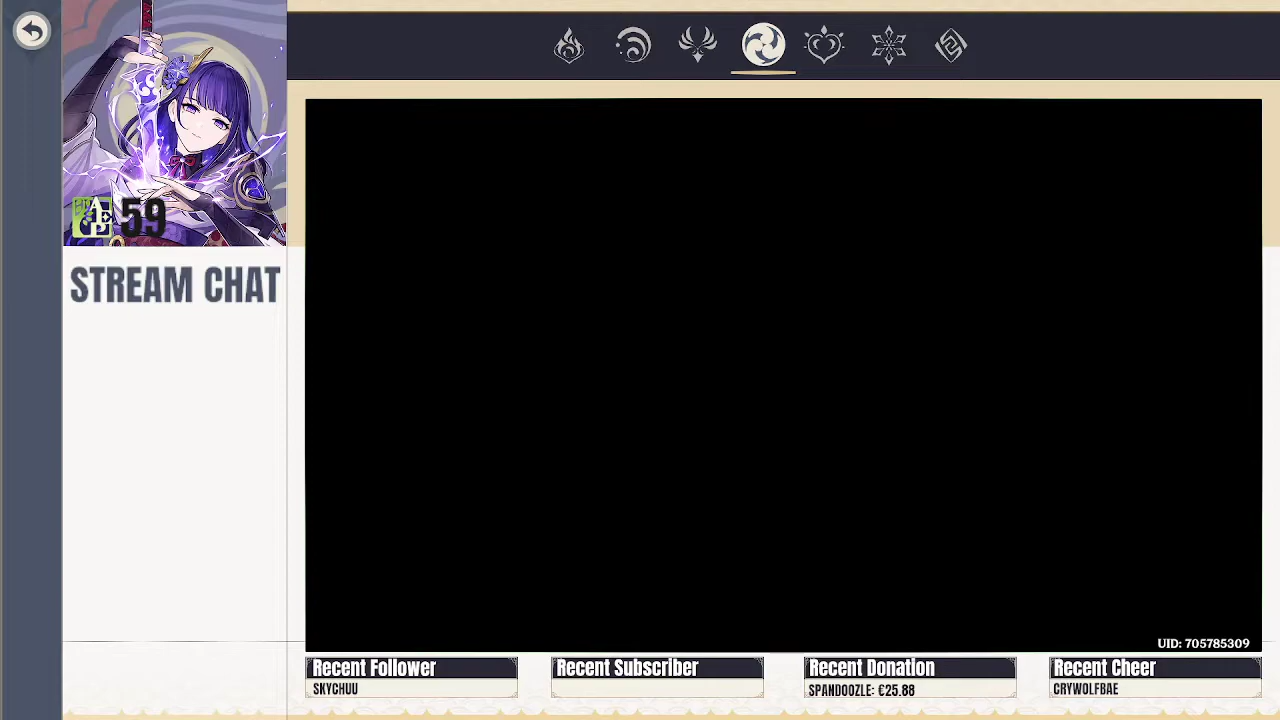 59
STREAM CHAT
UID: 705785309
Recent Follower
SKYCHUU
Recent Subscriber
Recent Donation
SPANDOOZLE: €25.88
Recent Cheer
CRYWOLFBAE